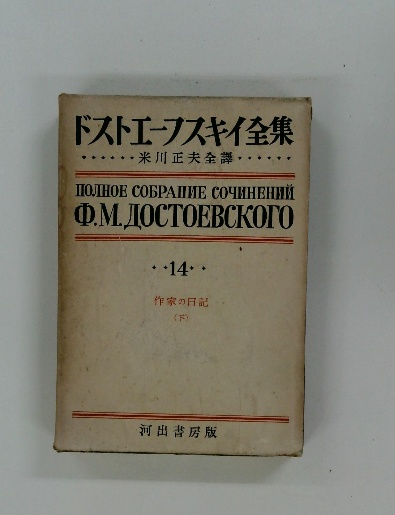 ドストエーフスキイ全集
······米川正夫全譯······
ПОЛНОЕ СОБРАНИЕ СОЧИНЕНИЙ
Ф.М.ДОСТОЕВСКОГО
··14··
作家の日記
〈下〉
河出書房版